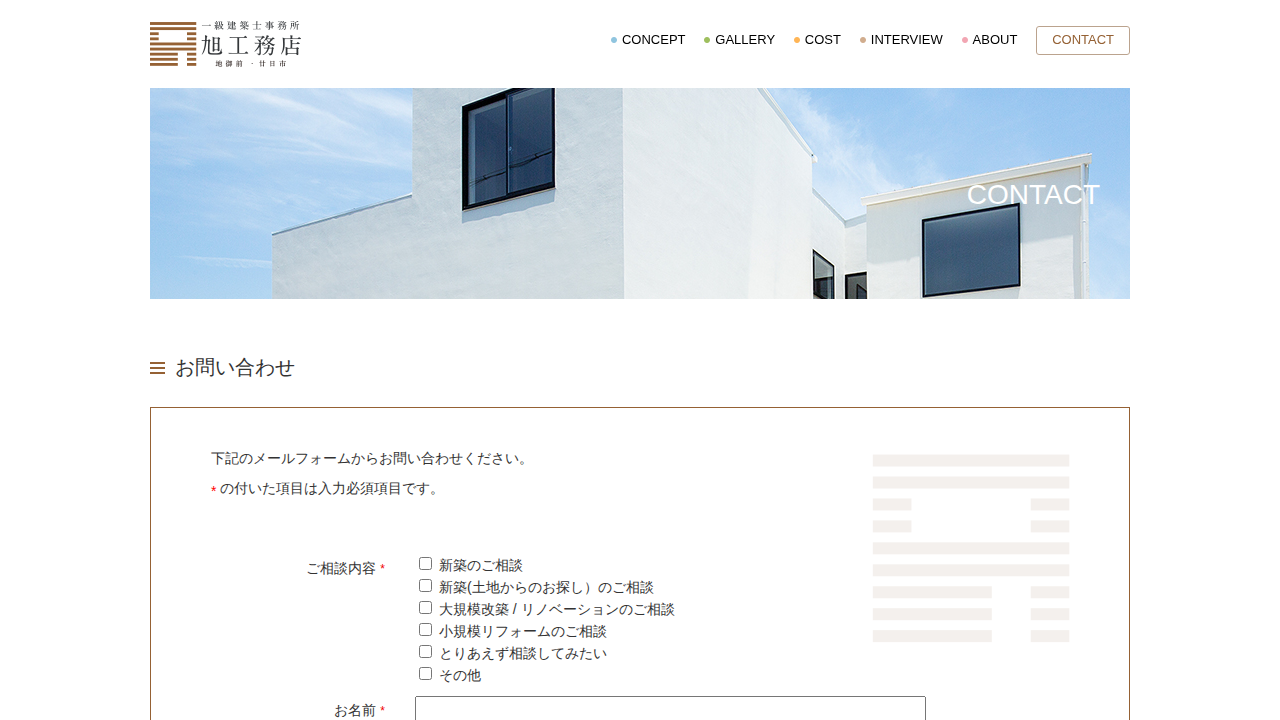 一級建築士事務所
旭工務店
地御前・廿日市
CONCEPT
GALLERY
COST
INTERVIEW
ABOUT
CONTACT
CONTACT
お問い合わせ
下記のメールフォームからお問い合わせください。
* の付いた項目は入力必須項目です。
ご相談内容 *
新築のご相談
新築(土地からのお探し）のご相談
大規模改築 / リノベーションのご相談
小規模リフォームのご相談
とりあえず相談してみたい
その他
お名前 *